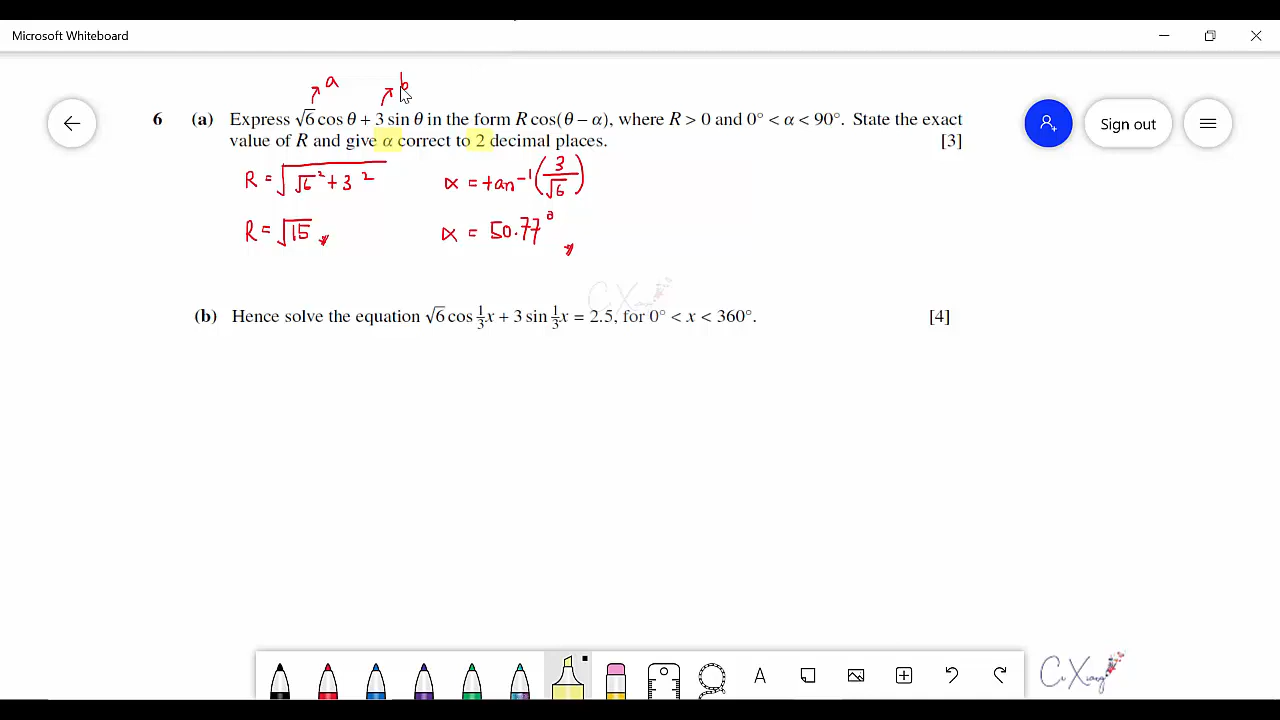 Microsoft Whiteboard
a
b
6 (a) Express √6 cos θ + 3 sin θ in the form R cos(θ − α), where R > 0 and 0° < α < 90°. State the exact
value of R and give α correct to 2 decimal places. [3]
R = √(√6² + 3²) α = tan⁻¹(3/√6)
R = √15 α = 50.77°
CXiang
(b) Hence solve the equation √6 cos ⅓x + 3 sin ⅓x = 2.5, for 0° < x < 360°. [4]
Sign out
A
CXiang